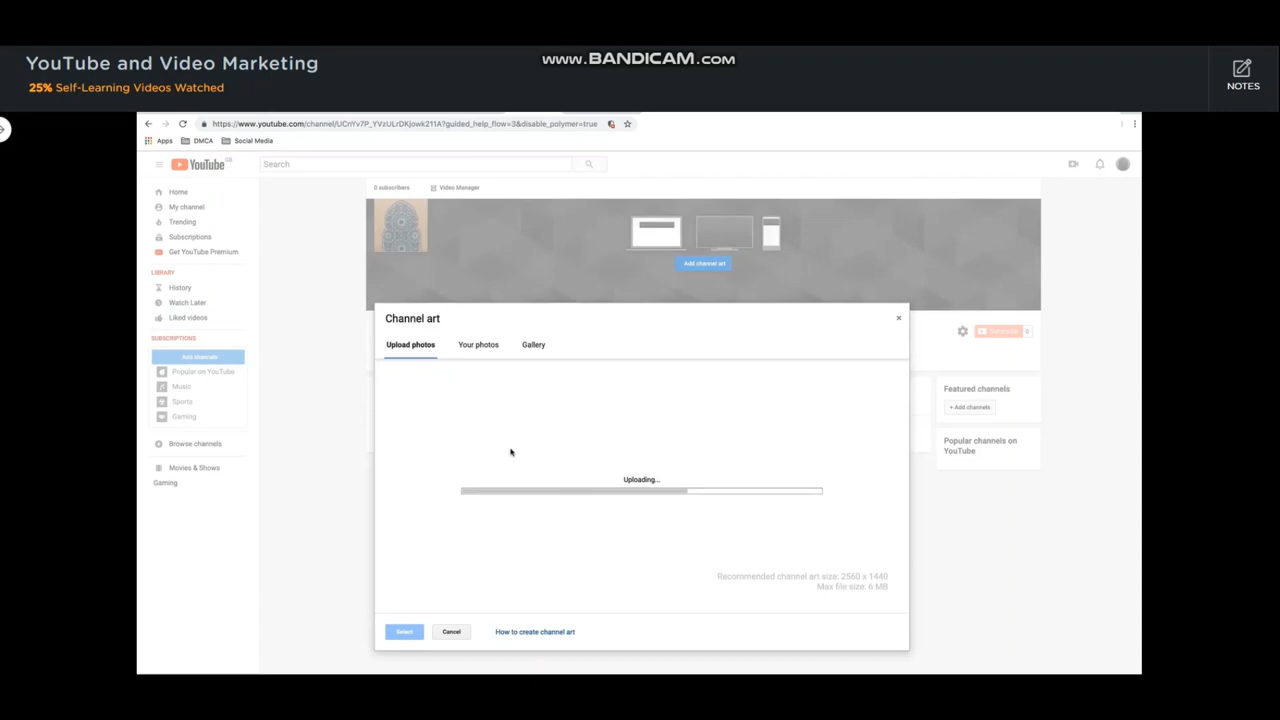 YouTube and Video Marketing
www.BANDICAM.com
25% Self-Learning Videos Watched
NOTES
https://www.youtube.com/channel/UCnYv7P_YVzULrDKjowk211A?guided_help_flow=3&disable_polymer=true
Apps DMCA Social Media
YouTube GB
Search
0 subscribers Video Manager
Home
My channel
Trending
Subscriptions
Get YouTube Premium
LIBRARY
History
Watch Later
Liked videos
SUBSCRIPTIONS
Add channels
Popular on YouTube
Music
Sports
Gaming
Browse channels
Movies & Shows
Gaming
Add channel art
Channel art
Upload photos Your photos Gallery
Uploading...
Recommended channel art size: 2560 x 1440
Max file size: 6 MB
Select Cancel How to create channel art
Subscribe 0
Featured channels
+ Add channels
Popular channels on
YouTube